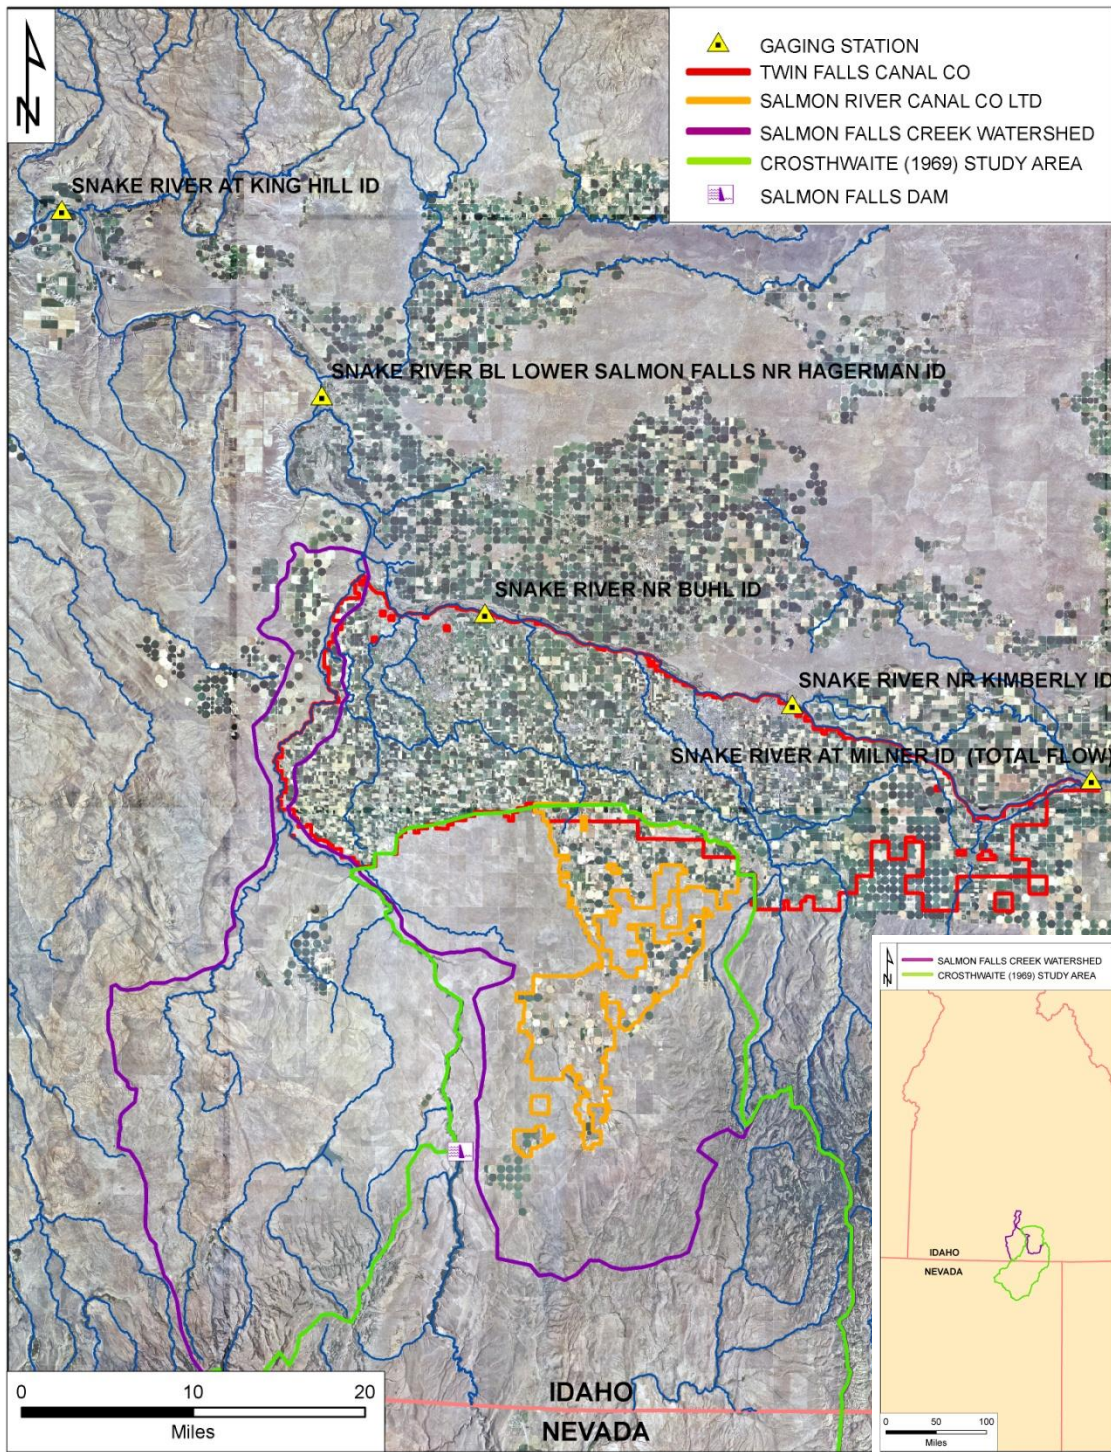 N
GAGING STATION
TWIN FALLS CANAL CO
SALMON RIVER CANAL CO LTD
SALMON FALLS CREEK WATERSHED
CROSTHWAITE (1969) STUDY AREA
SALMON FALLS DAM
SNAKE RIVER AT KING HILL ID
SNAKE RIVER BL LOWER SALMON FALLS NR HAGERMAN ID
SNAKE RIVER NR BUHL ID
SNAKE RIVER NR KIMBERLY ID
SNAKE RIVER AT MILNER ID (TOTAL FLOW)
N
SALMON FALLS CREEK WATERSHED
CROSTHWAITE (1969) STUDY AREA
IDAHO
NEVADA
0 50 100
Miles
0 10 20
Miles
IDAHO
NEVADA